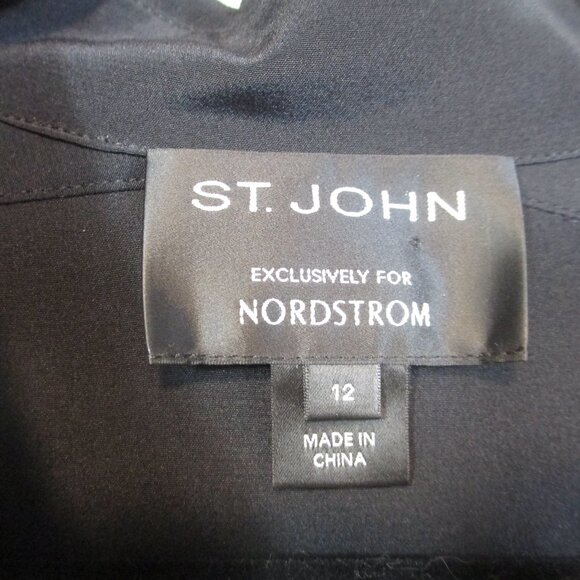 ST. JOHN
EXCLUSIVELY FOR
NORDSTROM
12
MADE IN
CHINA